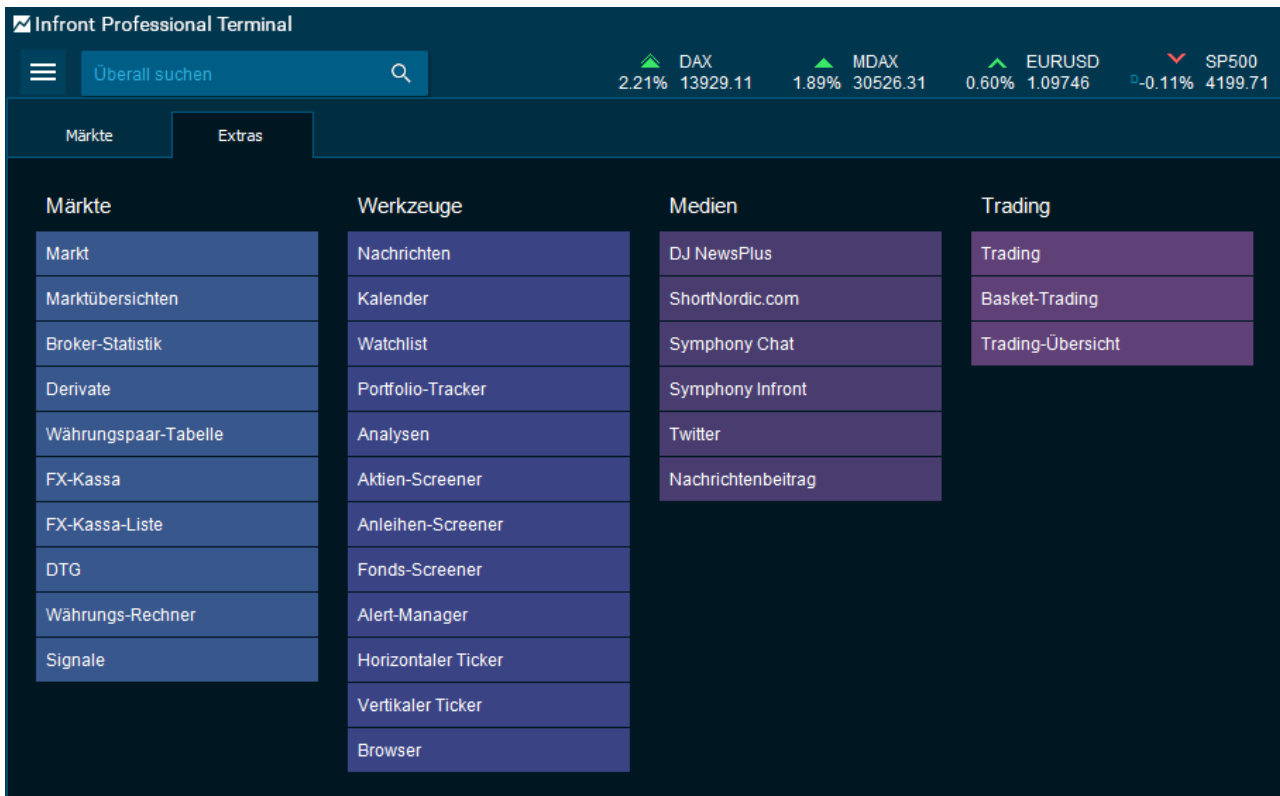 Infront Professional Terminal
Überall suchen
DAX
2.21% 13929.11
MDAX
1.89% 30526.31
EURUSD
0.60% 1.09746
SP500
D-0.11% 4199.71
Märkte
Extras
Märkte
Markt
Marktübersichten
Broker-Statistik
Derivate
Währungspaar-Tabelle
FX-Kassa
FX-Kassa-Liste
DTG
Währungs-Rechner
Signale
Werkzeuge
Nachrichten
Kalender
Watchlist
Portfolio-Tracker
Analysen
Aktien-Screener
Anleihen-Screener
Fonds-Screener
Alert-Manager
Horizontaler Ticker
Vertikaler Ticker
Browser
Medien
DJ NewsPlus
ShortNordic.com
Symphony Chat
Symphony Infront
Twitter
Nachrichtenbeitrag
Trading
Trading
Basket-Trading
Trading-Übersicht